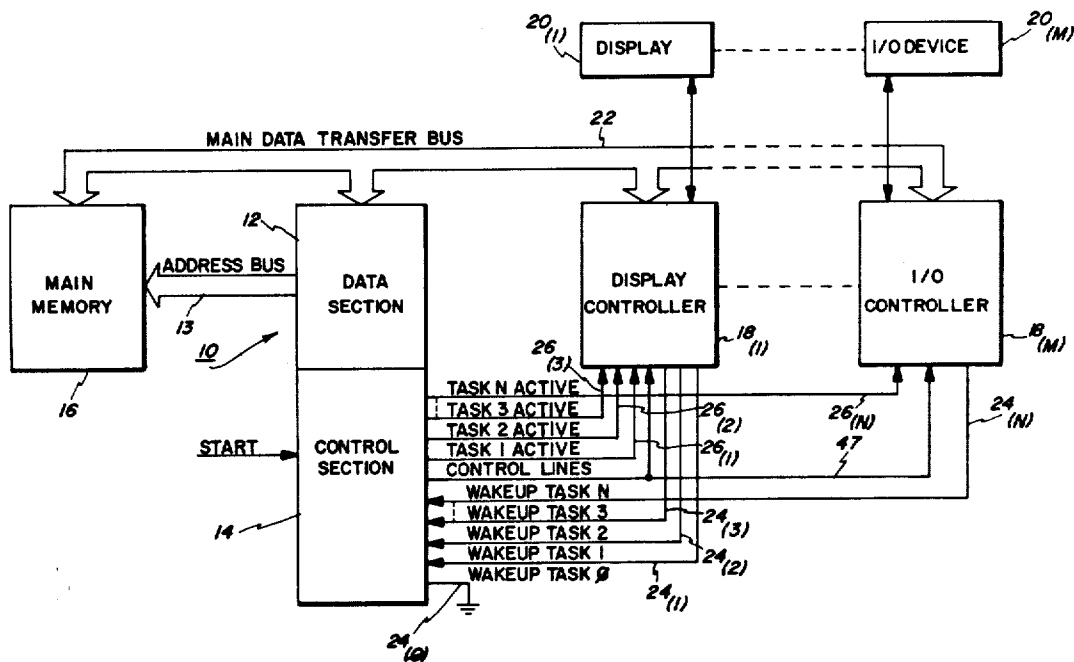 20 (1)
DISPLAY
I/O DEVICE
20 (M)
MAIN DATA TRANSFER BUS
22
12
MAIN MEMORY
ADDRESS BUS
13
DATA SECTION
DISPLAY CONTROLLER
I/O CONTROLLER
10
16
18 (1)
18 (M)
26 (3)
TASK N ACTIVE
TASK 3 ACTIVE
26 (2)
26 (N)
24 (N)
TASK 2 ACTIVE
TASK 1 ACTIVE
26 (1)
47
START
CONTROL SECTION
CONTROL LINES
WAKEUP TASK N
14
WAKEUP TASK 3
24 (3)
WAKEUP TASK 2
24 (2)
WAKEUP TASK 1
24 (1)
WAKEUP TASK Ø
24 (0)